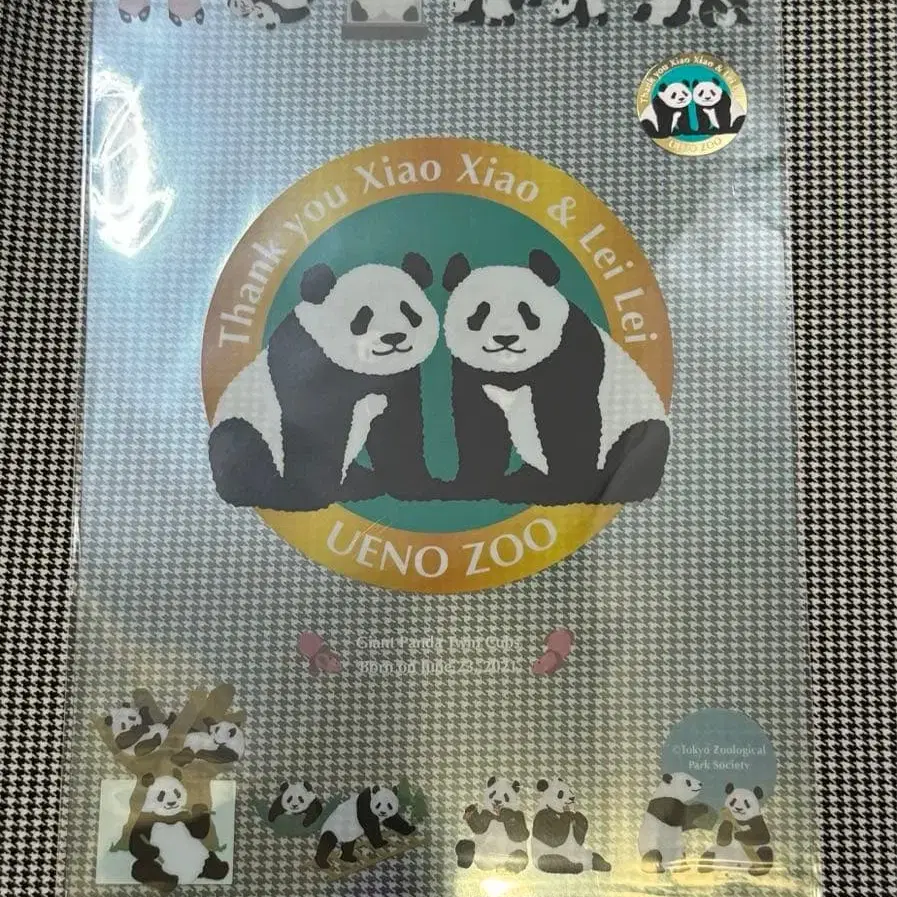 Thank you Xiao Xiao & Lei Lei
UENO ZOO
Thank you Xiao Xiao & Lei Lei
UENO ZOO
Giant Panda Twin Cubs
Born on June 23, 2021
©Tokyo Zoological
Park Society